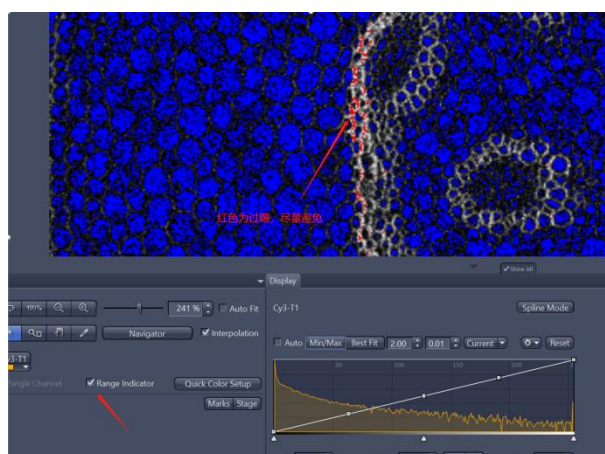 红色为过曝，尽量避免
Show All
Display
100%
241 %
Auto Fit
Cy3-T1
Spline Mode
Navigator
Interpolation
Auto
Min/Max
Best Fit
2.00
0.01
Current
Reset
50
100
150
200
Single Channel
Range Indicator
Quick Color Setup
Marks
Stage